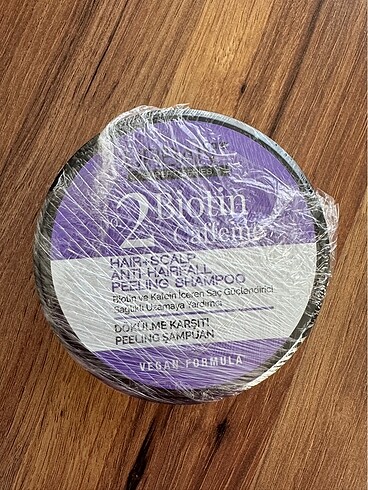 2 Biotin
Caffeine
HAIR+SCALP
ANTI HAIRFALL
PEELING SHAMPOO
Biotin ve Kafein İçeren Saç Güçlendirici
Sağlıklı Uzamaya Yardımcı
DÖKÜLME KARŞITI
PEELING ŞAMPUAN
VEGAN FORMULA